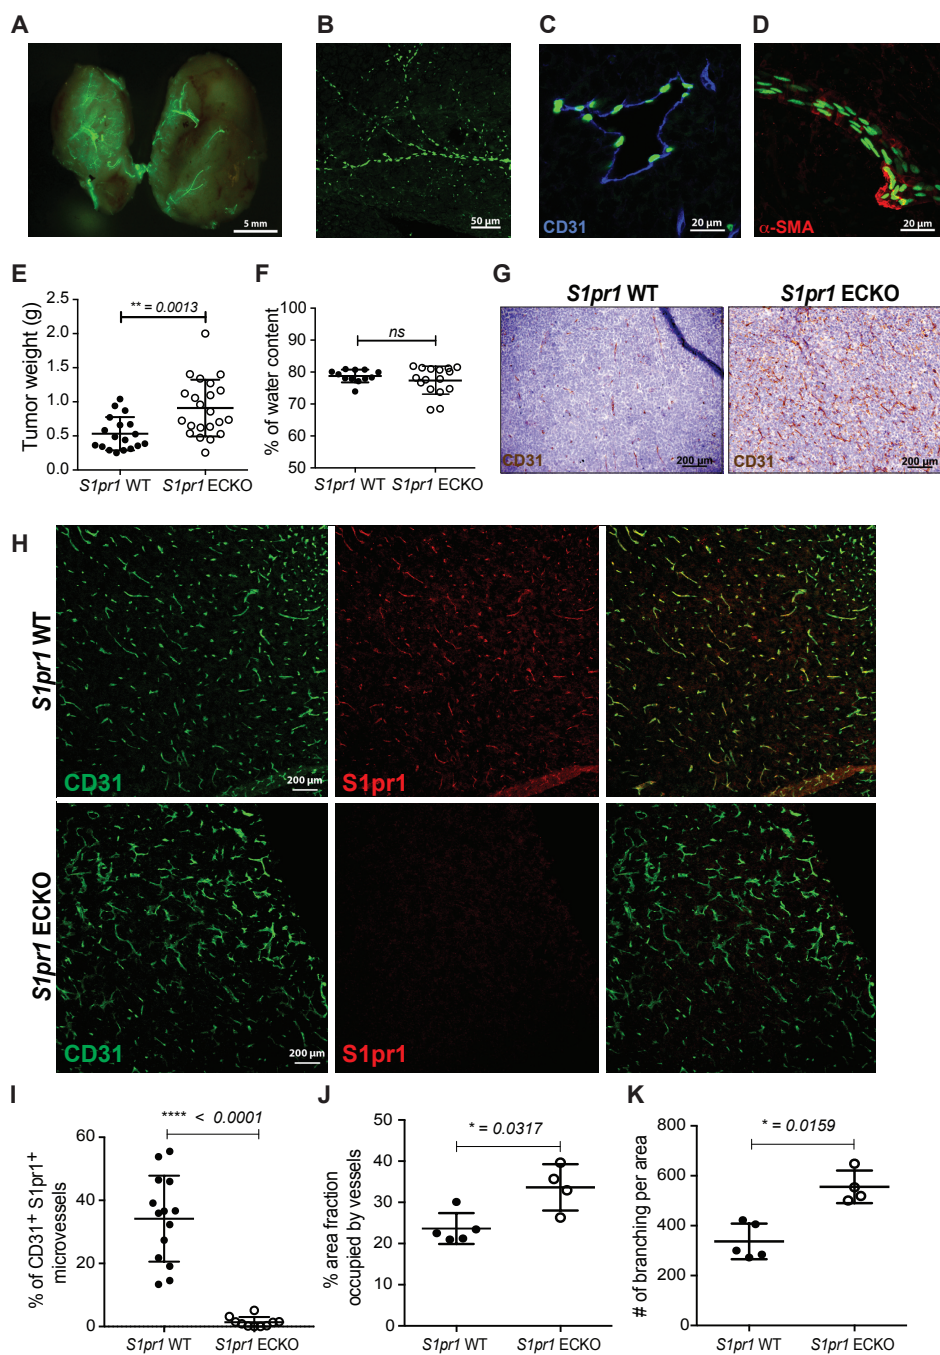 A
B
C
D
5 mm
50 µm
CD31
20 µm
α-SMA
20 µm
E
F
G
** = 0.0013
Tumor weight (g)
2.5
2.0
1.5
1.0
0.5
0.0
S1pr1 WT
S1pr1 ECKO
ns
% of water content
100
90
80
70
60
50
S1pr1 WT
S1pr1 ECKO
S1pr1 WT
S1pr1 ECKO
CD31
200 µm
CD31
200 µm
H
S1pr1 WT
CD31
200 µm
S1pr1
S1pr1 ECKO
CD31
200 µm
S1pr1
I
J
K
**** < 0.0001
% of CD31+ S1pr1+
microvessels
60
40
20
0
S1pr1 WT
S1pr1 ECKO
* = 0.0317
% area fraction
occupied by vessels
50
40
30
20
10
0
S1pr1 WT
S1pr1 ECKO
* = 0.0159
# of branching per area
800
600
400
200
0
S1pr1 WT
S1pr1 ECKO